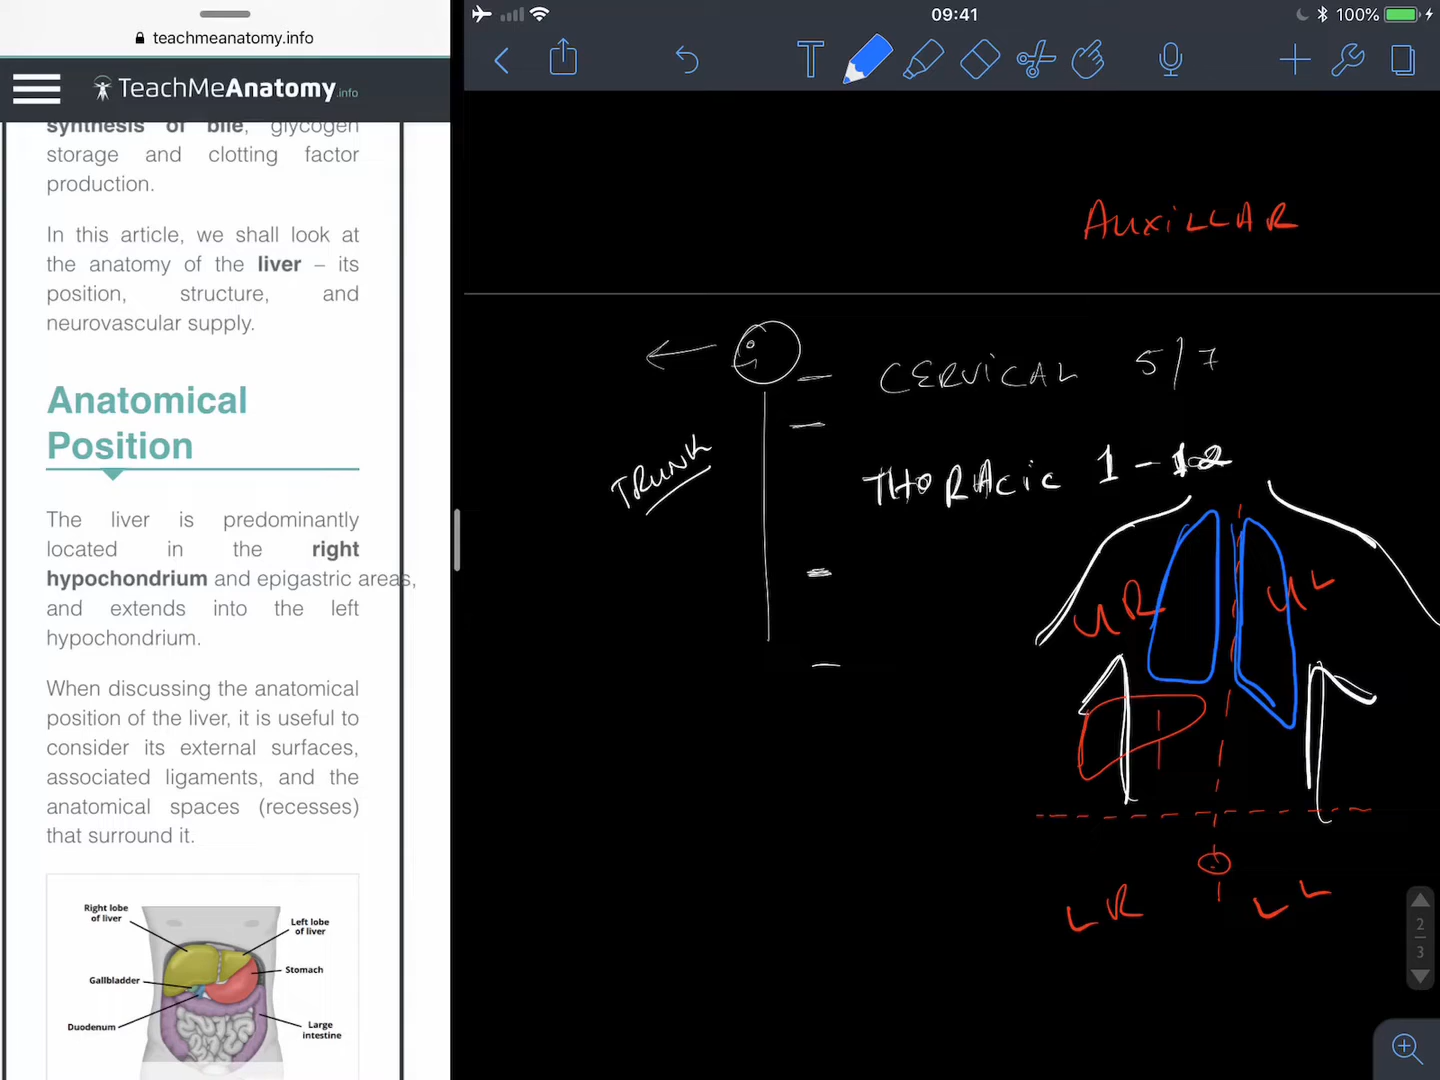 teachmeanatomy.info
TeachMeAnatomy.info
synthesis of bile, glycogen
storage and clotting factor
production.
In this article, we shall look at
the anatomy of the liver – its
position, structure, and
neurovascular supply.
Anatomical
Position
The liver is predominantly
located in the right
hypochondrium and epigastric areas,
and extends into the left
hypochondrium.
When discussing the anatomical
position of the liver, it is useful to
consider its external surfaces,
associated ligaments, and the
anatomical spaces (recesses)
that surround it.
Right lobe
of liver
Left lobe
of liver
Gallbladder
Stomach
Duodenum
Large
intestine
09:41
100%
T
AUXILLAR
CERVICAL 5/7
TRUNK
THORACIC 1-12
UR
UL
LR
LL
2
3